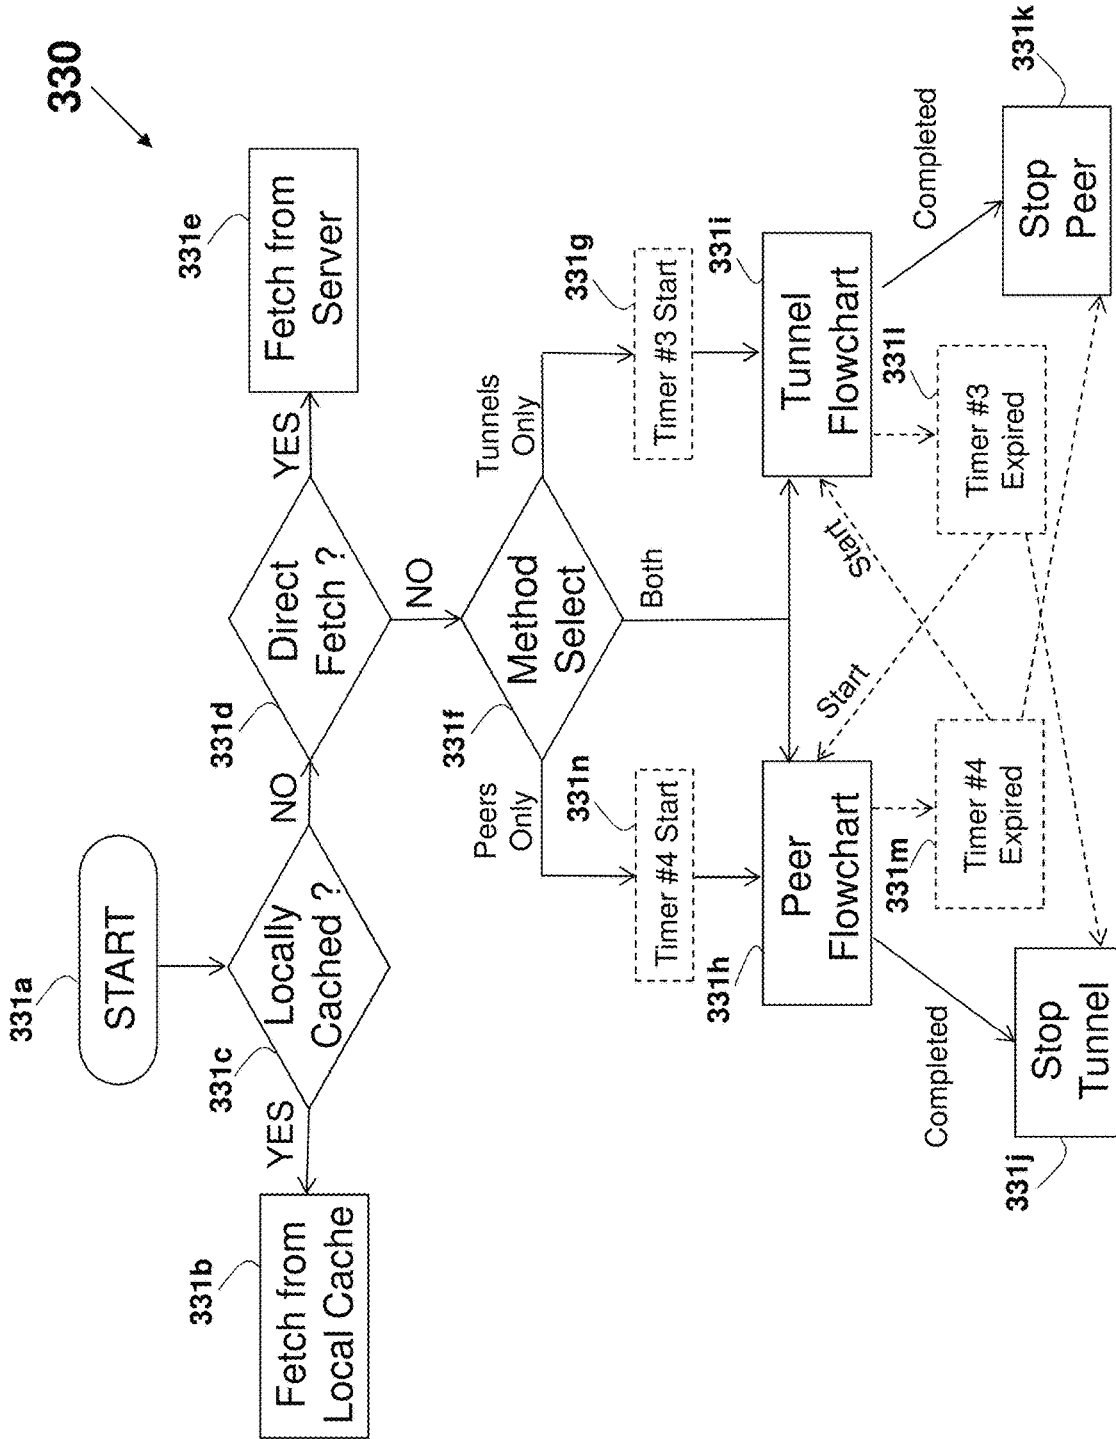 330
331a
START
331c
Locally
Cached ?
YES
331b
Fetch from
Local Cache
NO
331d
Direct
Fetch ?
YES
331e
Fetch from
Server
NO
331f
Method
Select
Peers
Only
Tunnels
Only
Both
331n
Timer #4 Start
331g
Timer #3 Start
331h
Peer
Flowchart
331i
Tunnel
Flowchart
Start
Start
331m
Timer #4
Expired
331l
Timer #3
Expired
Completed
Completed
331j
Stop
Tunnel
331k
Stop
Peer